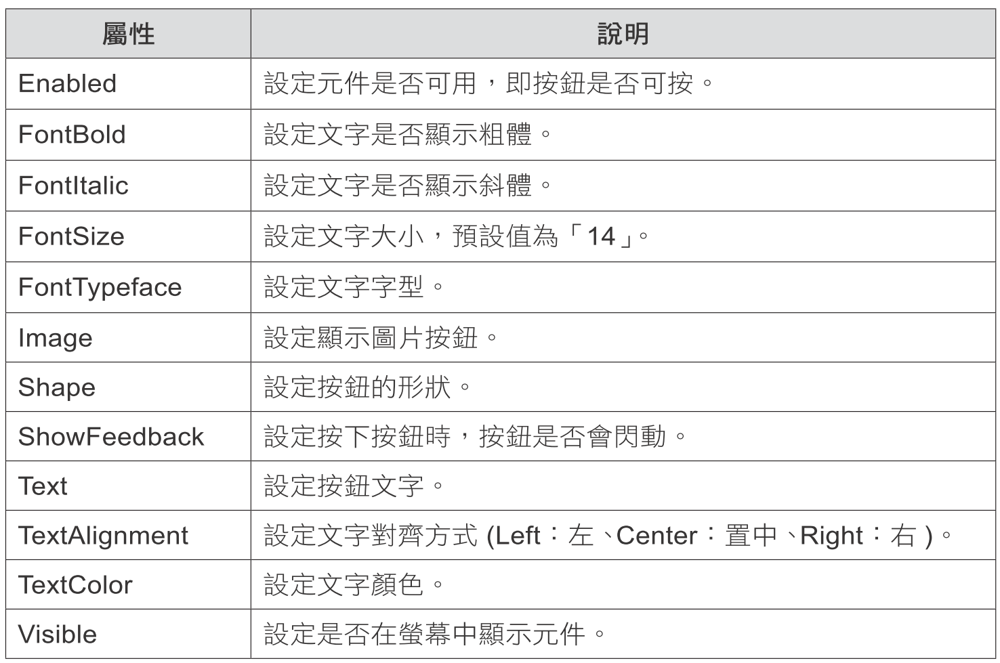 屬性 說明
Enabled 設定元件是否可用，即按鈕是否可按。
FontBold 設定文字是否顯示粗體。
FontItalic 設定文字是否顯示斜體。
FontSize 設定文字大小，預設值為「14」。
FontTypeface 設定文字字型。
Image 設定顯示圖片按鈕。
Shape 設定按鈕的形狀。
ShowFeedback 設定按下按鈕時，按鈕是否會閃動。
Text 設定按鈕文字。
TextAlignment 設定文字對齊方式 (Left：左、Center：置中、Right：右 )。
TextColor 設定文字顏色。
Visible 設定是否在螢幕中顯示元件。